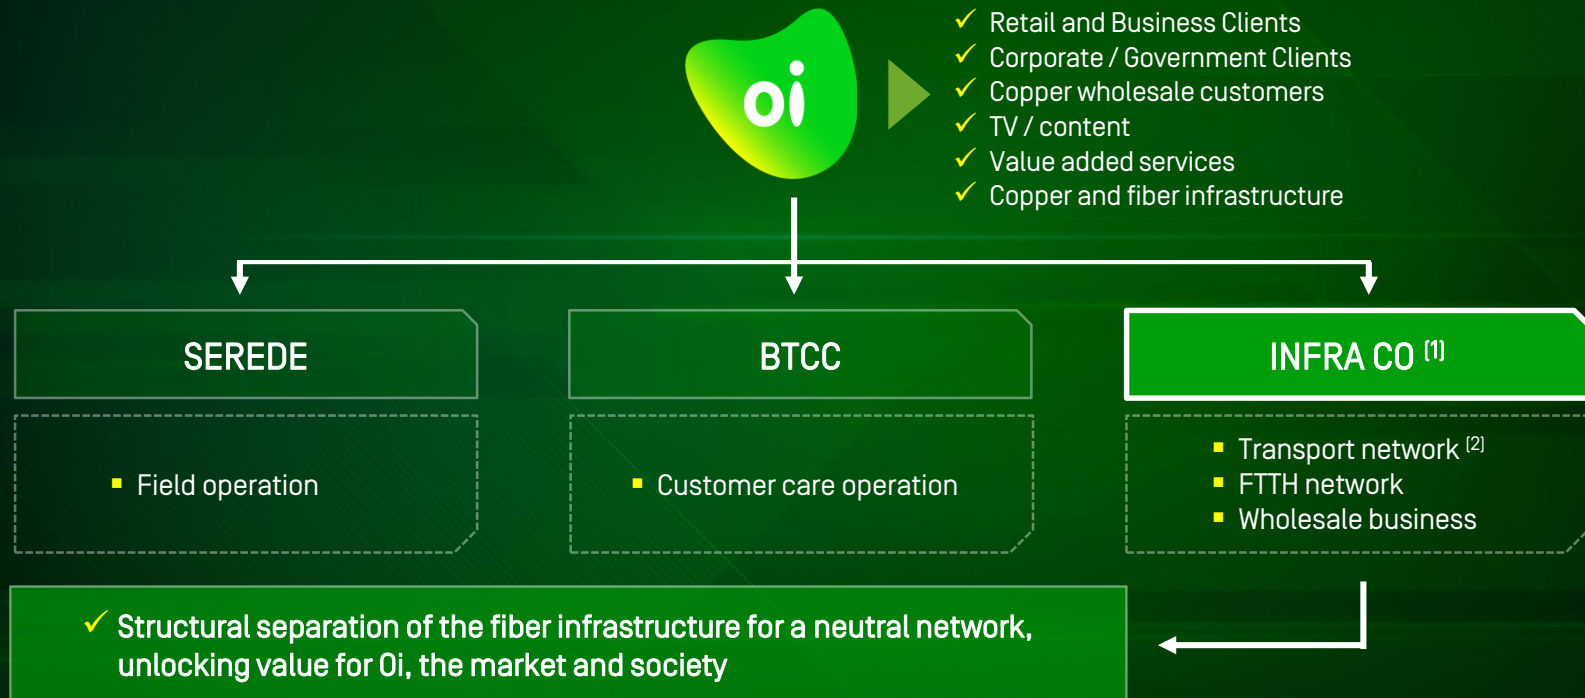 oi
Retail and Business Clients
Corporate / Government Clients
Copper wholesale customers
TV / content
Value added services
Copper and fiber infrastructure
SEREDE
BTCC
INFRA CO (1)
Field operation
Customer care operation
Transport network (2)
FTTH network
Wholesale business
Structural separation of the fiber infrastructure for a neutral network,
unlocking value for Oi, the market and society